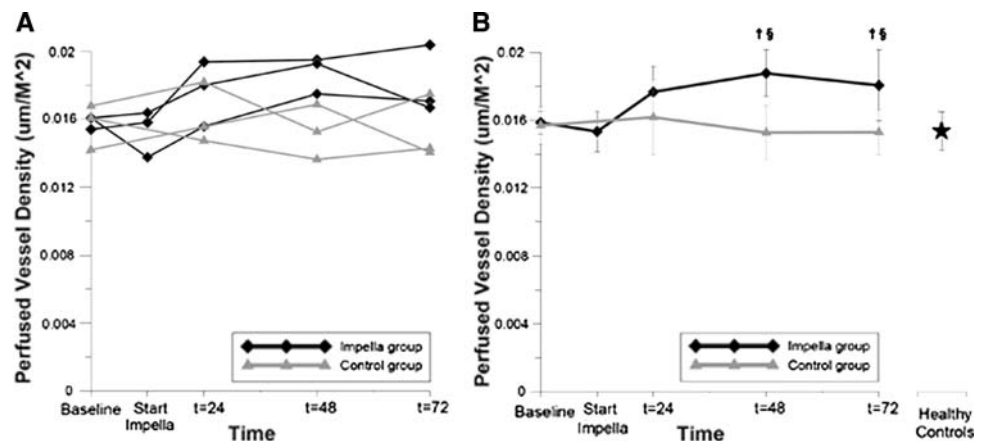 A
Perfused Vessel Density (um/M^2)
0.02
0.016
0.012
0.008
0.004
0
Impella group
Control group
Baseline Start Impella t=24 t=48 t=72
Time
B
Perfused Vessel Density (um/M^2)
† § † §
0.02
0.016
0.012
0.008
0.004
0
Impella group
Control group
Baseline Start Impella t=24 t=48 t=72 Healthy Controls
Time